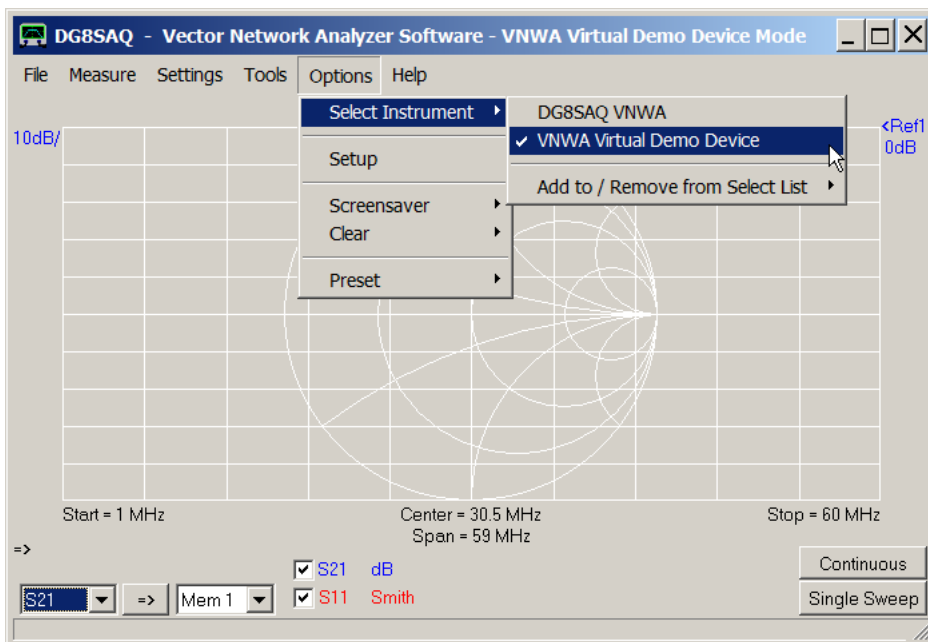 DG8SAQ - Vector Network Analyzer Software - VNWA Virtual Demo Device Mode
File Measure Settings Tools Options Help
Select Instrument
Setup
Screensaver
Clear
Preset
DG8SAQ VNWA
VNWA Virtual Demo Device
Add to / Remove from Select List
10dB/
<Ref1
0dB
Start = 1 MHz
Center = 30.5 MHz
Stop = 60 MHz
Span = 59 MHz
=>
S21 dB
Continuous
S21
=>
Mem 1
S11 Smith
Single Sweep